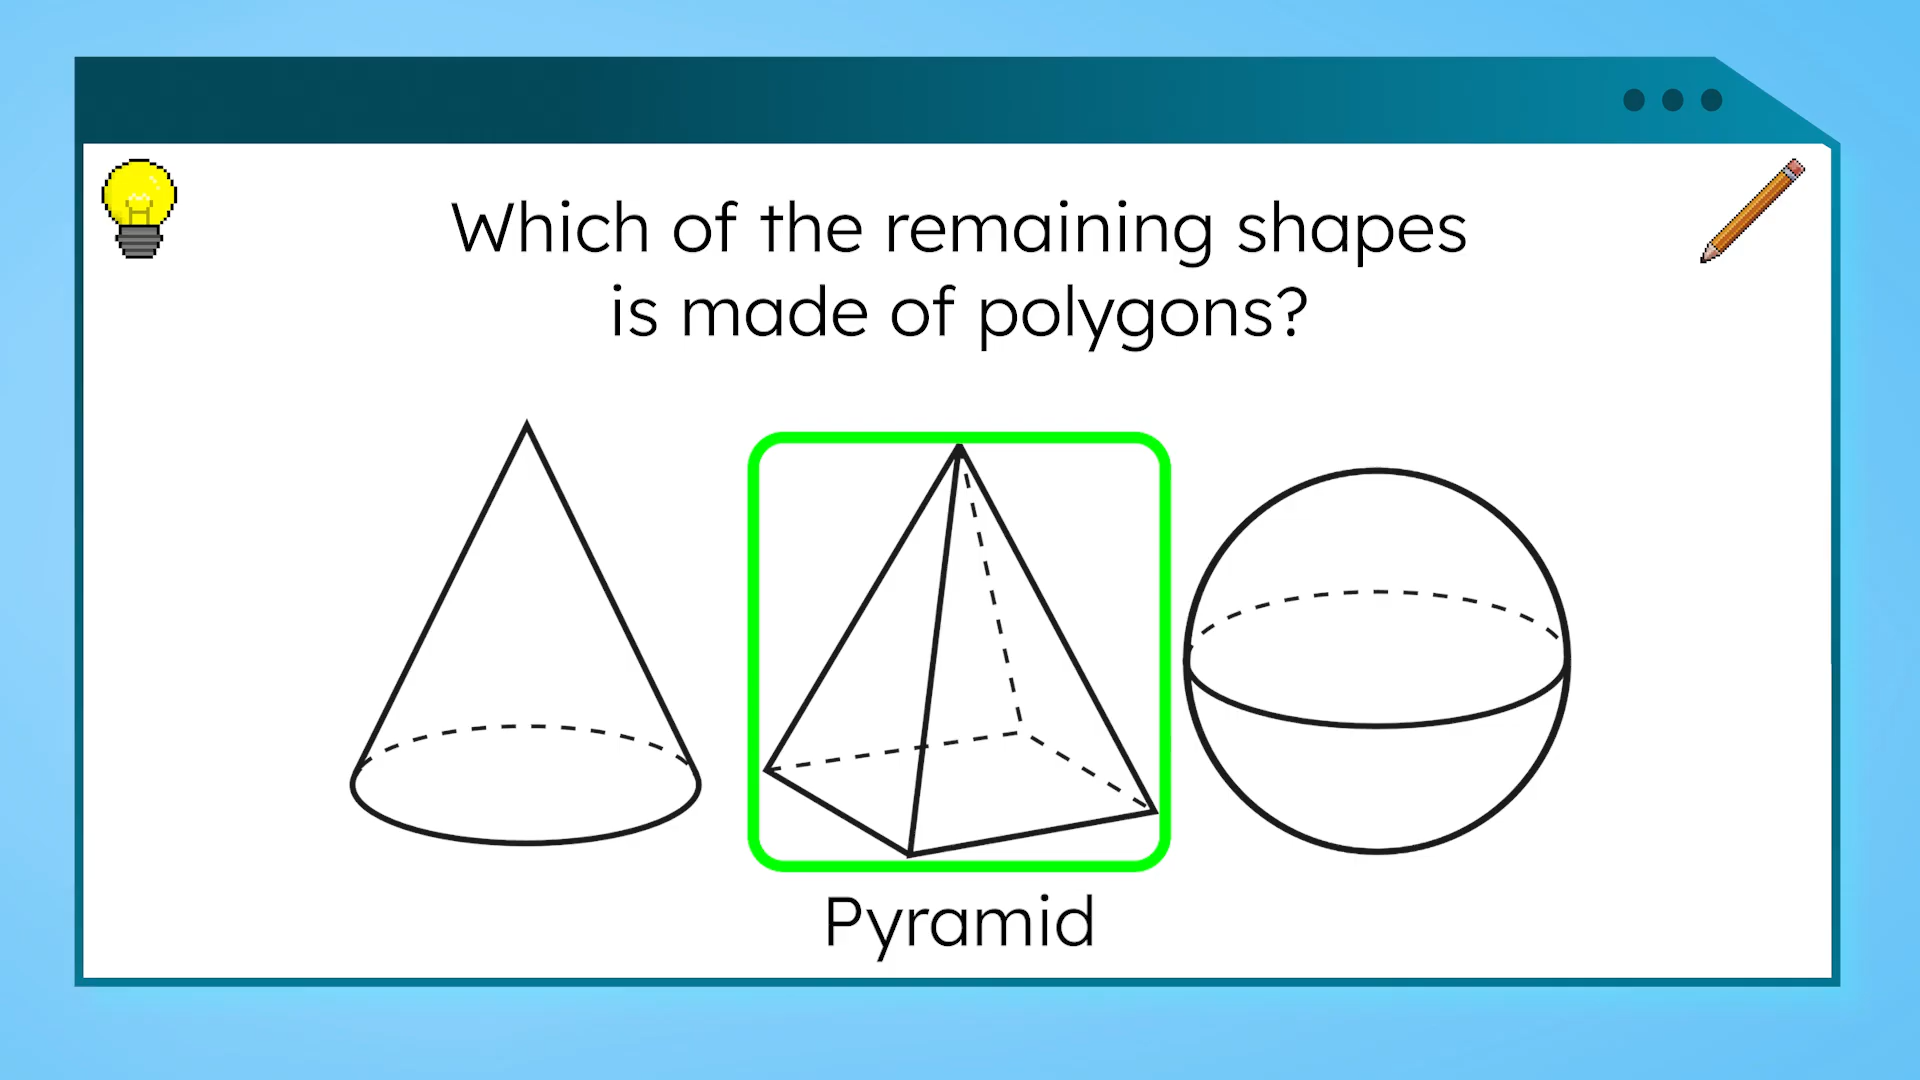 Which of the remaining shapes
is made of polygons?
Pyramid